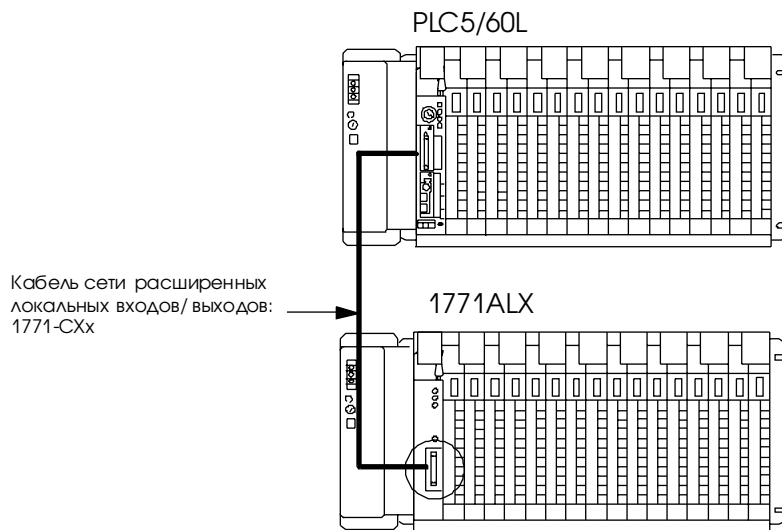 PLC5/60L
Кабель сети расширенных
локальных входов/ выходов:
1771-CXx
1771ALX